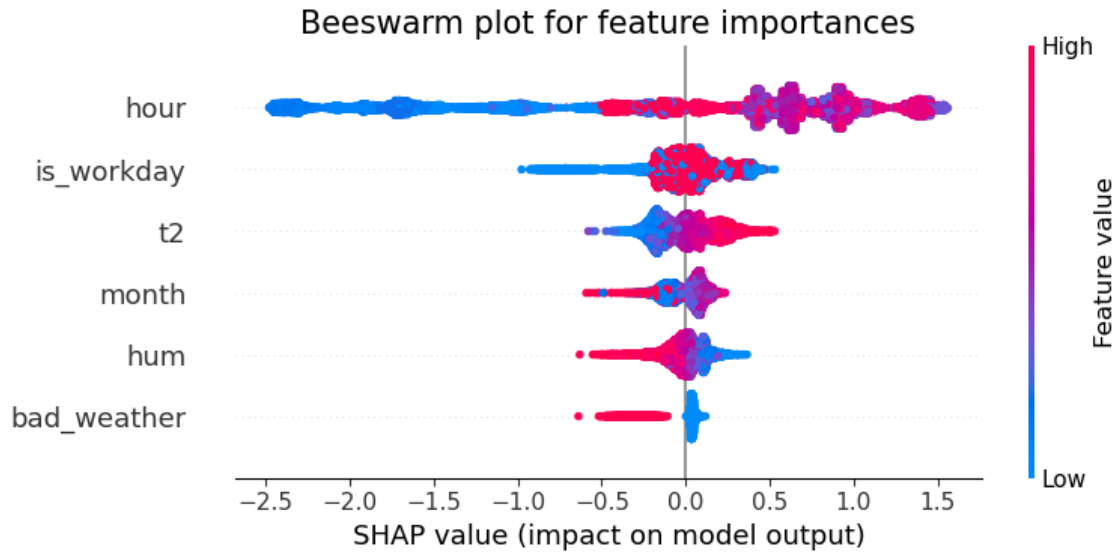 Beeswarm plot for feature importances
High
hour
is_workday
t2
month
hum
bad_weather
Feature value
Low
−2.5 −2.0 −1.5 −1.0 −0.5 0.0 0.5 1.0 1.5
SHAP value (impact on model output)